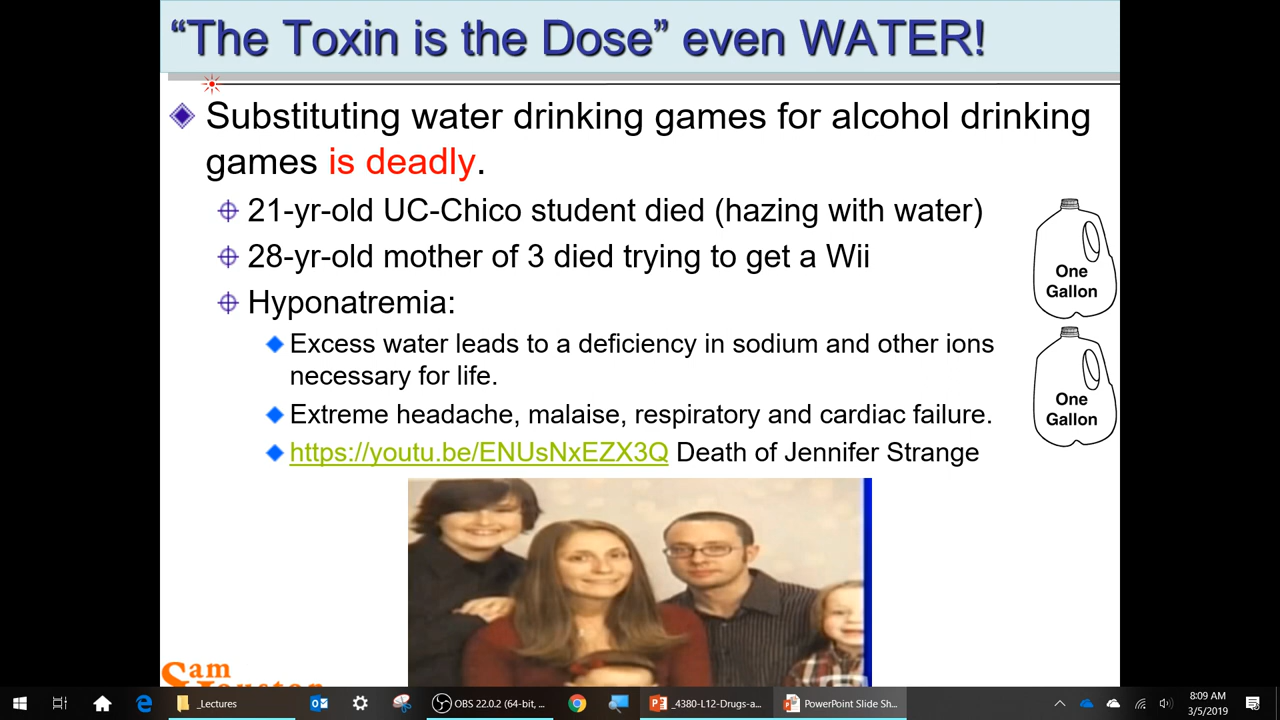 “The Toxin is the Dose” even WATER!
Substituting water drinking games for alcohol drinking
games is deadly.
21-yr-old UC-Chico student died (hazing with water)
28-yr-old mother of 3 died trying to get a Wii
Hyponatremia:
Excess water leads to a deficiency in sodium and other ions
necessary for life.
Extreme headache, malaise, respiratory and cardiac failure.
https://youtu.be/ENUsNxEZX3Q Death of Jennifer Strange
One
Gallon
One
Gallon
Sam
Houston
_Lectures
OBS 22.0.2 (64-bit, ...
_4380-L12-Drugs-a...
PowerPoint Slide Sh...
8:09 AM
3/5/2019